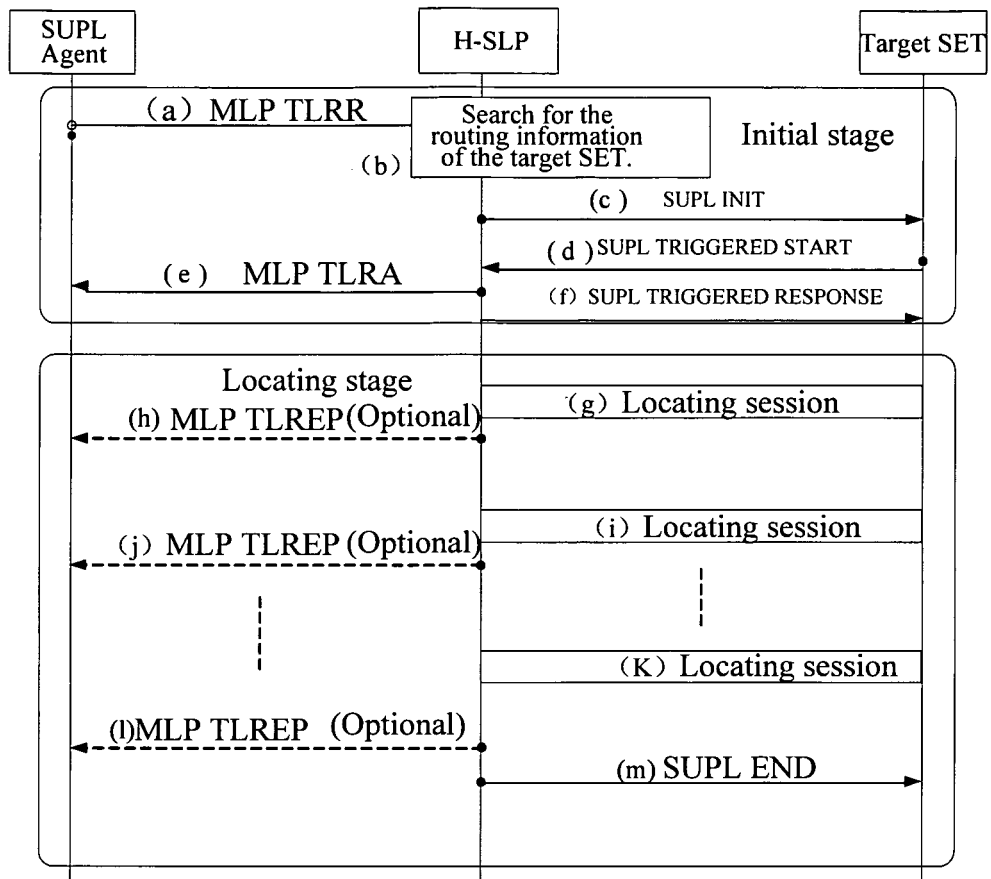 SUPL
Agent
H-SLP
Target SET
(a) MLP TLRR
Search for the
routing information
of the target SET.
Initial stage
(b)
(c) SUPL INIT
(d) SUPL TRIGGERED START
(e) MLP TLRA
(f) SUPL TRIGGERED RESPONSE
Locating stage
(g) Locating session
(h) MLP TLREP (Optional)
(i) Locating session
(j) MLP TLREP (Optional)
(K) Locating session
(l) MLP TLREP (Optional)
(m) SUPL END